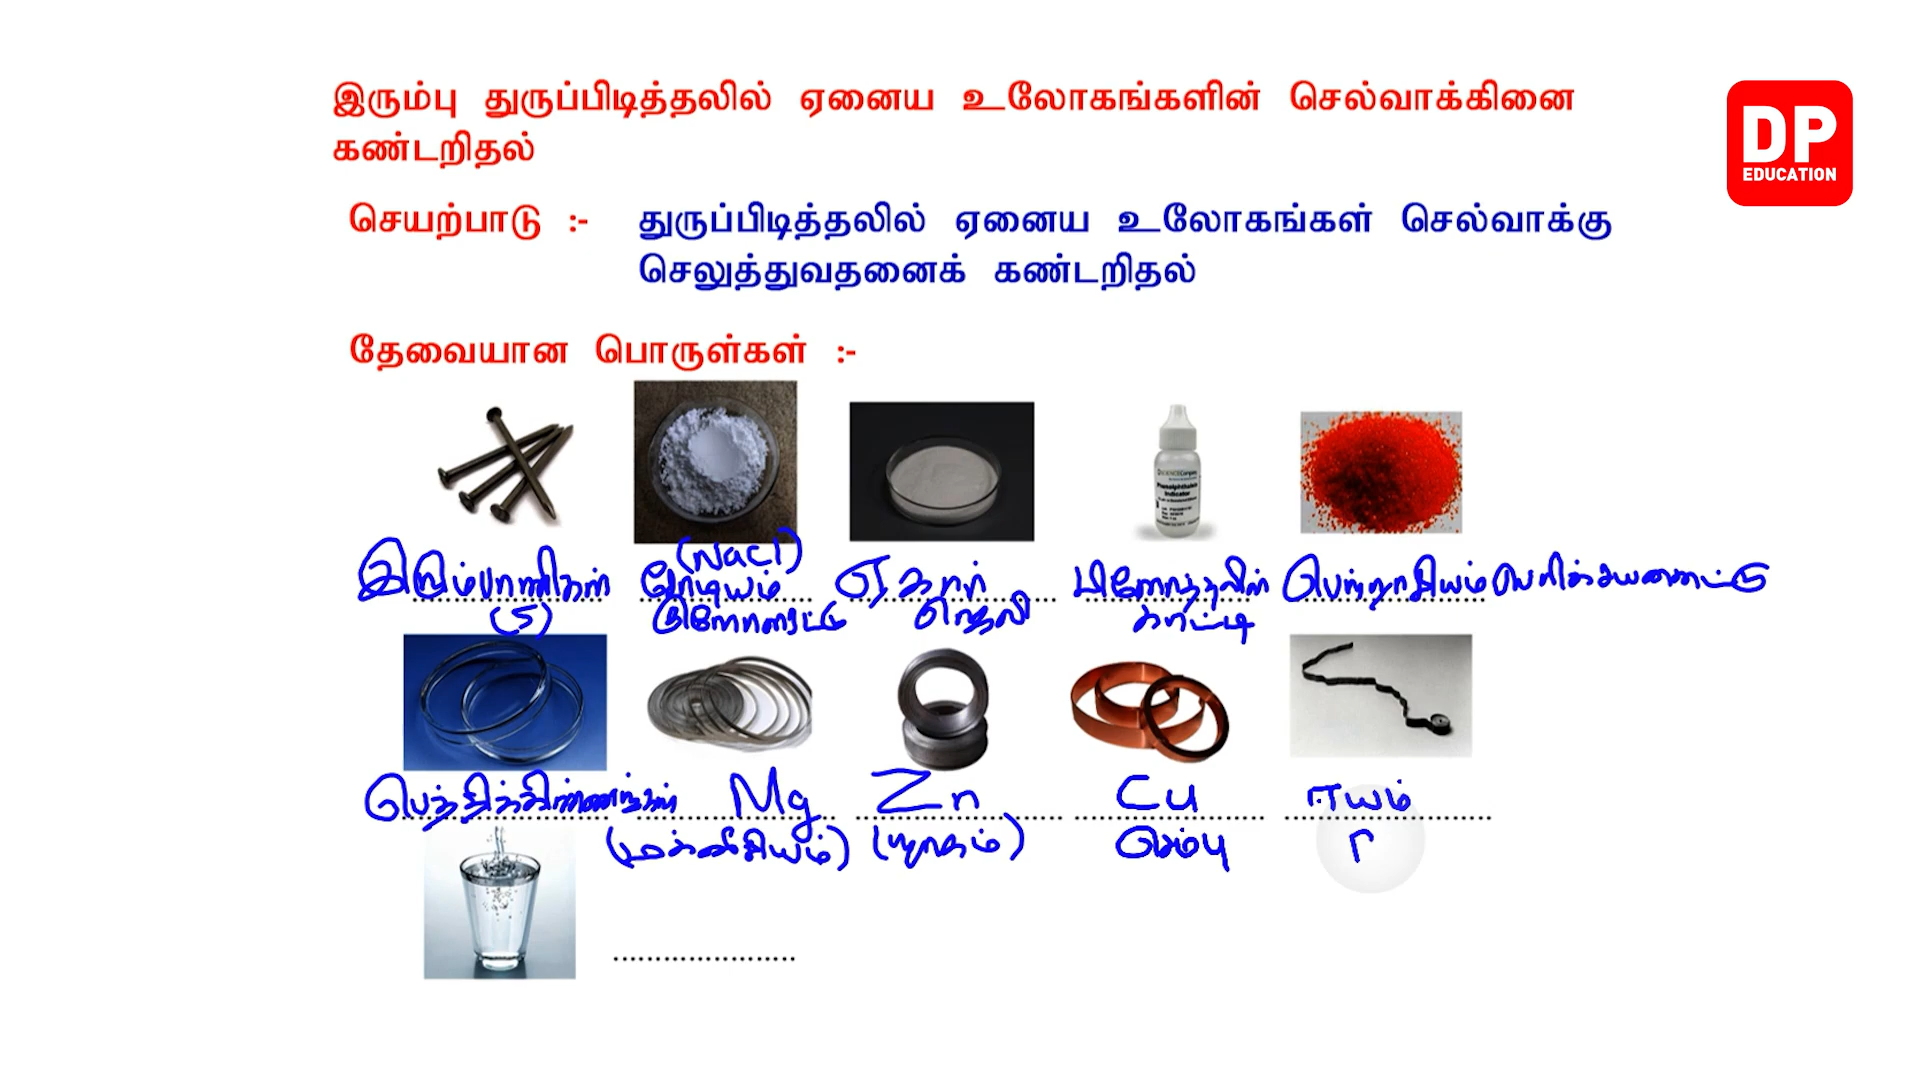 இரும்பு துருப்பிடித்தலில் ஏனைய உலோகங்களின் செல்வாக்கினை
கண்டறிதல்
DP
EDUCATION
செயற்பாடு :- துருப்பிடித்தலில் ஏனைய உலோகங்கள் செல்வாக்கு
செலுத்துவதனைக் கண்டறிதல்
தேவையான பொருள்கள் :-
Indicator
இரும்பாணிகள் (5)
(NaCl) சோடியம் குளோரைட்டு
ஏகார் ஜெலி
பினோத்தலின் காட்டி
பொற்றாசியம் பெரிக்சயனைட்டு
பெத்திக்கிண்ணங்கள்
Mg (மக்னீசியம்)
Zn (நாகம்)
Cu செம்பு
ஈயம்